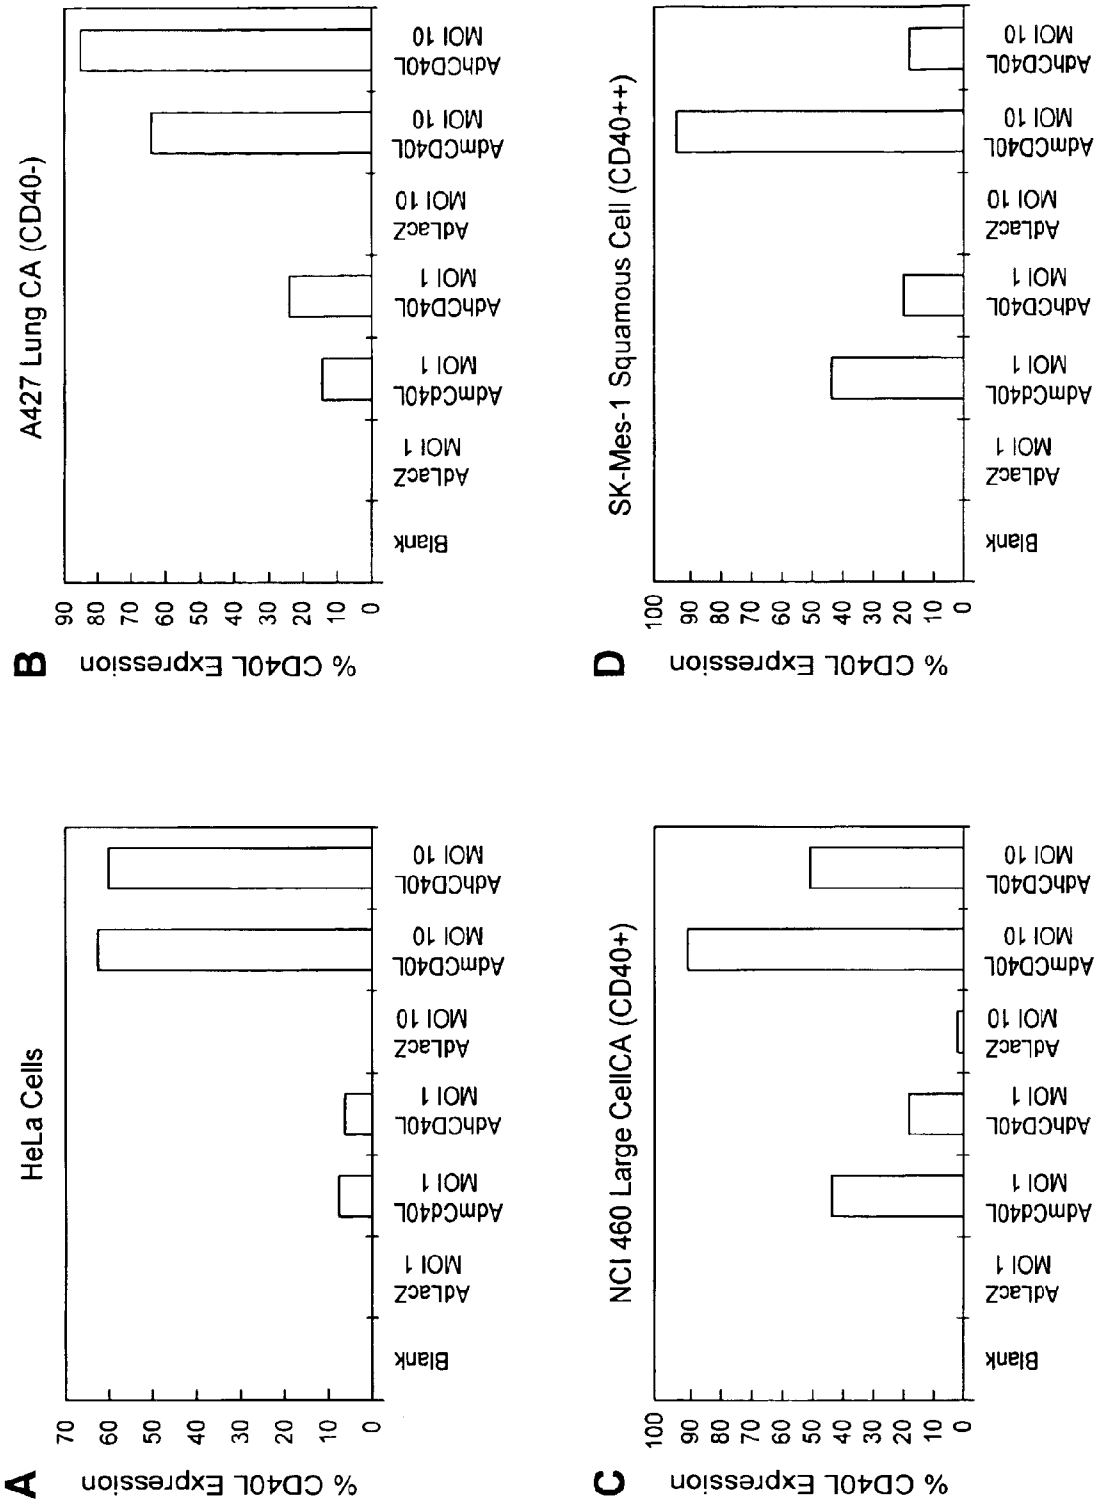 A
HeLa Cells
% CD40L Expression
70
60
50
40
30
20
10
0
Blank
AdLacZ
MOI 1
AdmCd40L
MOI 1
AdhCD40L
MOI 1
AdLacZ
MOI 10
AdmCD40L
MOI 10
AdhCD40L
MOI 10
B
A427 Lung CA (CD40-)
% CD40L Expression
90
80
70
60
50
40
30
20
10
0
Blank
AdLacZ
MOI 1
AdmCd40L
MOI 1
AdhCD40L
MOI 1
AdLacZ
MOI 10
AdmCD40L
MOI 10
AdhCD40L
MOI 10
C
NCI 460 Large CellCA (CD40+)
% CD40L Expression
100
90
80
70
60
50
40
30
20
10
0
Blank
AdLacZ
MOI 1
AdmCd40L
MOI 1
AdhCD40L
MOI 1
AdLacZ
MOI 10
AdmCD40L
MOI 10
AdhCD40L
MOI 10
D
SK-Mes-1 Squamous Cell (CD40++)
% CD40L Expression
100
90
80
70
60
50
40
30
20
10
0
Blank
AdLacZ
MOI 1
AdmCd40L
MOI 1
AdhCD40L
MOI 1
AdLacZ
MOI 10
AdmCD40L
MOI 10
AdhCD40L
MOI 10